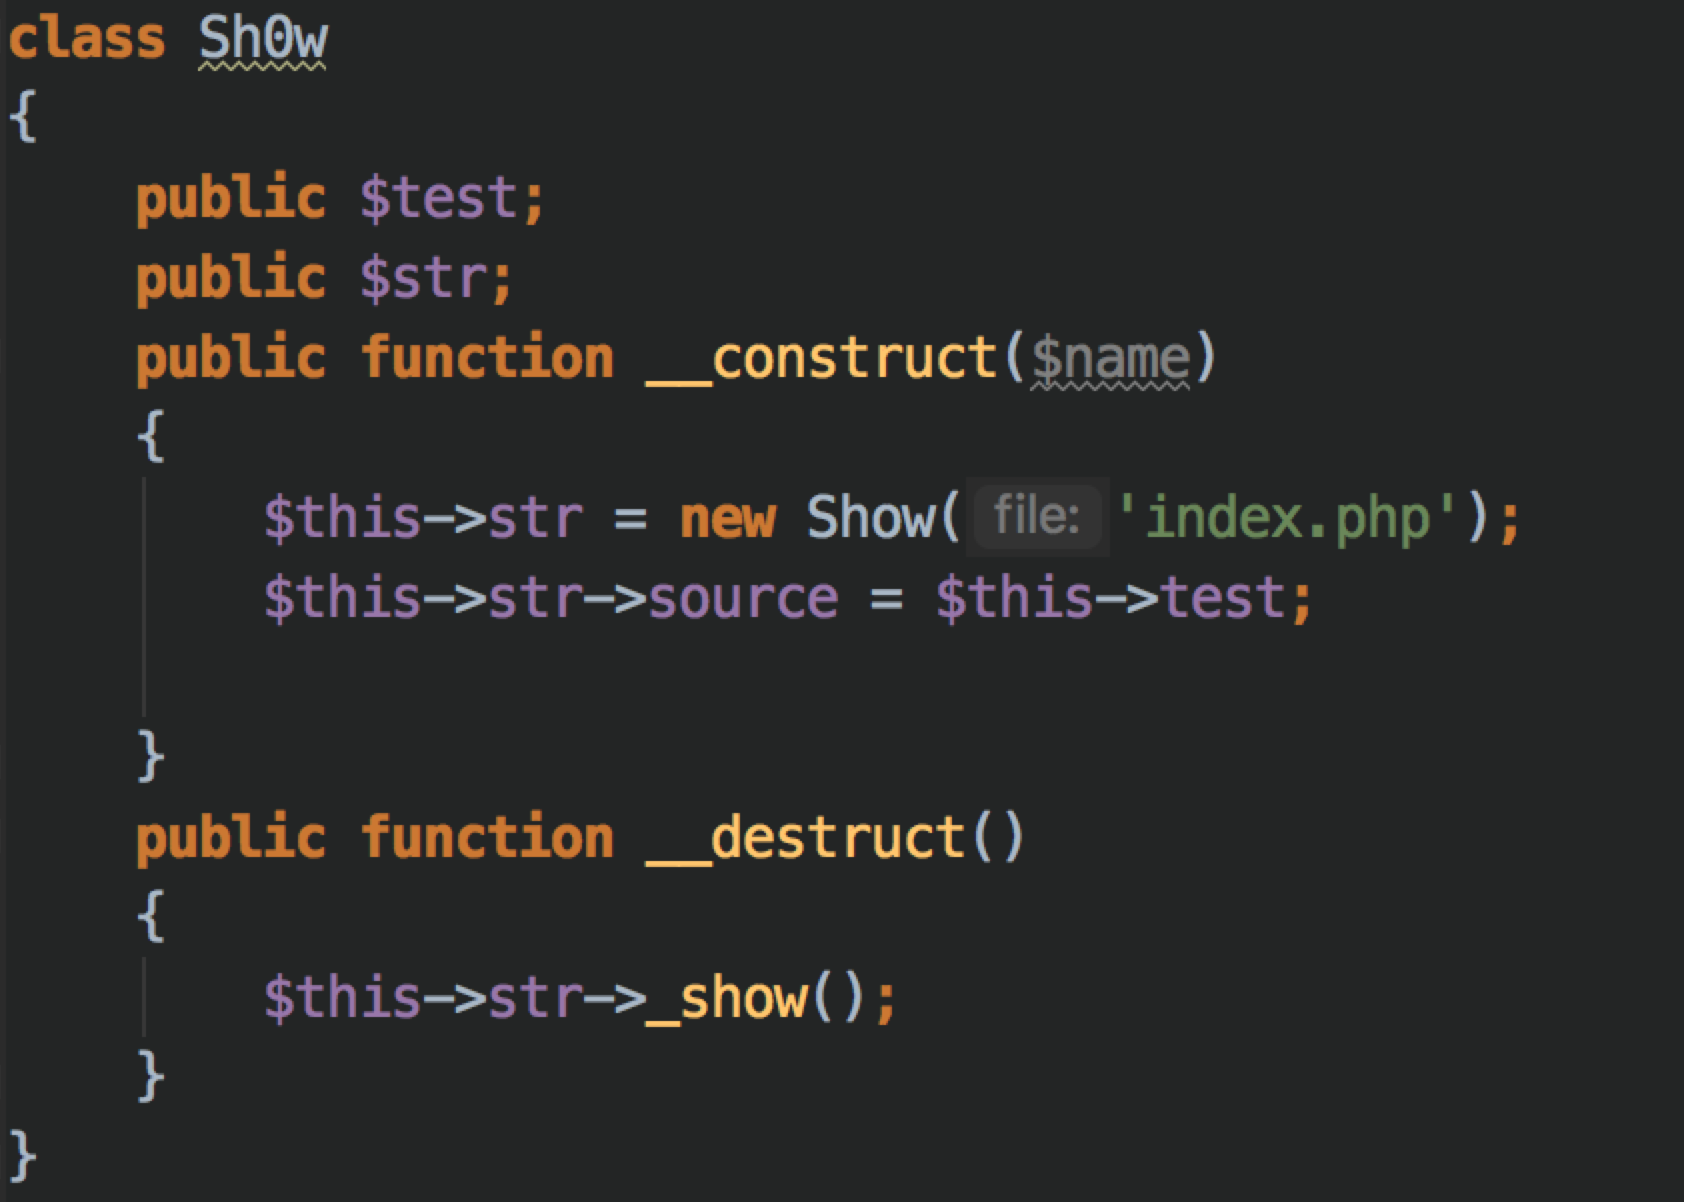 class Sh0w
{
    public $test;
    public $str;
    public function __construct($name)
    {
        $this->str = new Show( file: 'index.php');
        $this->str->source = $this->test;

    }
    public function __destruct()
    {
        $this->str->_show();
    }
}